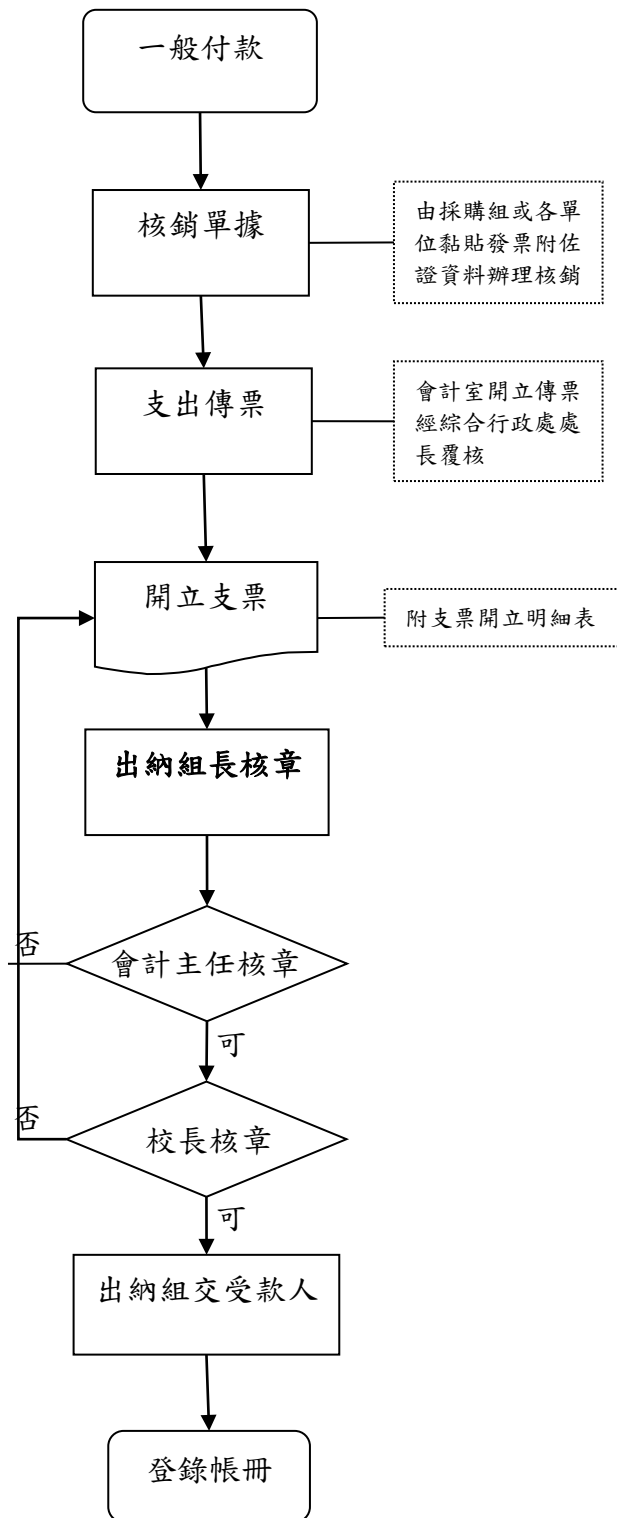 一般付款
核銷單據
由採購組或各單
位黏貼發票附佐
證資料辦理核銷
支出傳票
會計室開立傳票
經綜合行政處處
長覆核
開立支票
附支票開立明細表
出納組長核章
否
會計主任核章
可
否
校長核章
可
出納組交受款人
登錄帳冊